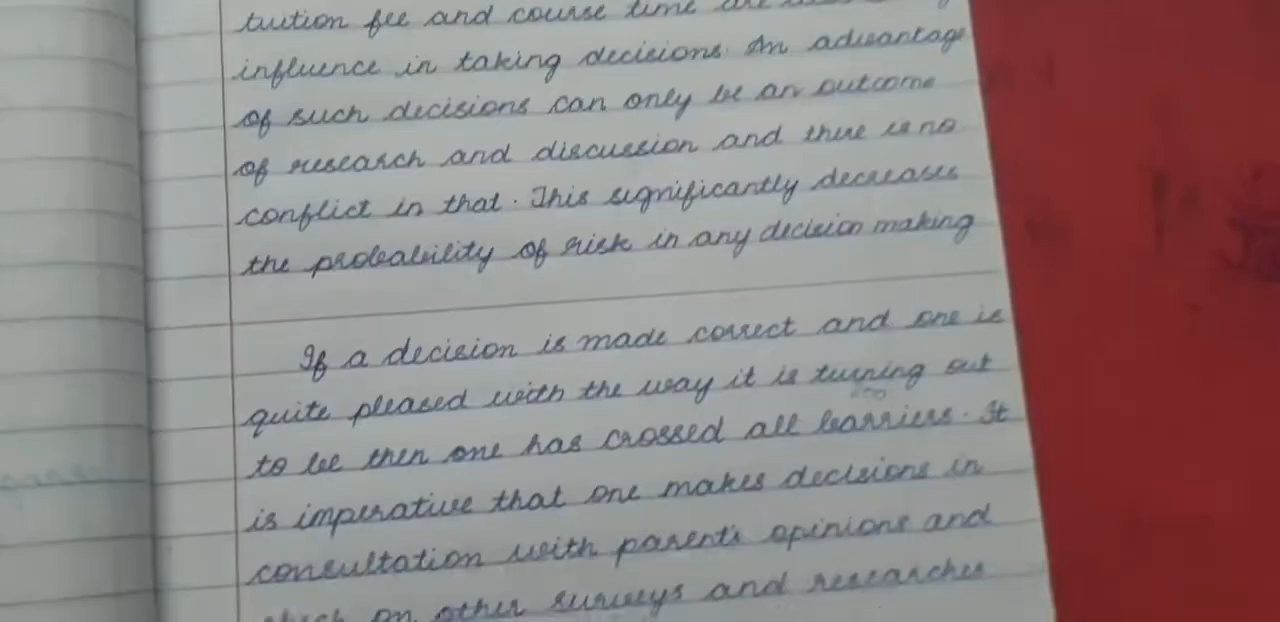 tuition fee and course time are
influence in taking decisions. An advantage
of such decisions can only be an outcome
of research and discussion and there is no
conflict in that. This significantly decreases
the probability of risk in any decision making
If a decision is made correct and one is
quite pleased with the way it is turning out
to be then one has crossed all barriers. It
is imperative that one makes decisions in
consultation with parent's opinions and
on other surveys and researches